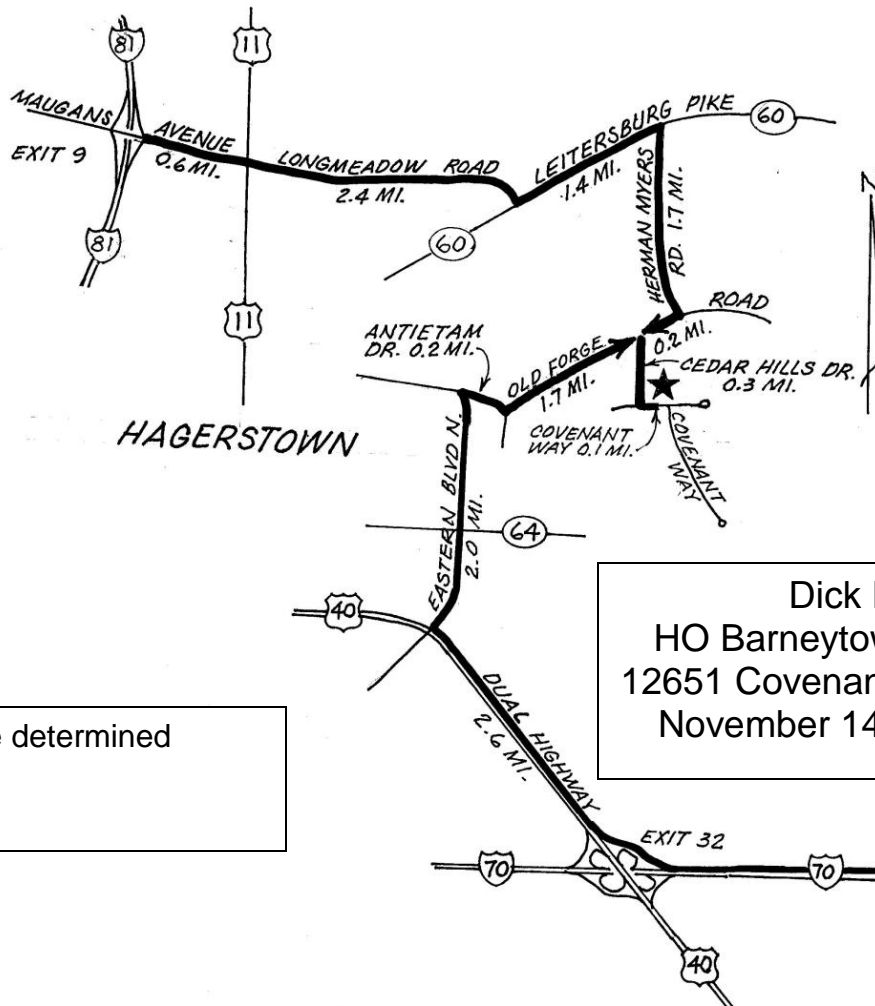 81
11
MAUGANS AVENUE
0.6 MI.
EXIT 9
LONGMEADOW ROAD
2.4 MI.
LEITERSBURG PIKE
1.4 MI.
60
60
HERMAN MYERS
RD. 1.7 MI.
N
81
11
ROAD
0.2 MI.
ANTIETAM
DR. 0.2 MI.
OLD FORGE
1.7 MI.
CEDAR HILLS DR.
0.3 MI.
COVENANT
WAY 0.1 MI.
COVENANT
WAY
HAGERSTOWN
EASTERN BLVD N.
2.0 MI.
64
40
Dick
HO
12651
November 14
DUAL HIGHWAY
2.6 MI.
determined
EXIT 32
70
70
40